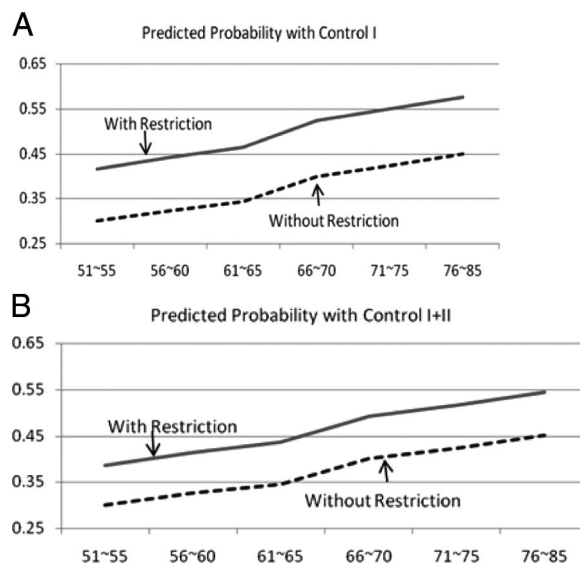 A
Predicted Probability with Control I
0.65
0.55
With Restriction
0.45
0.35
Without Restriction
0.25
51~55 56~60 61~65 66~70 71~75 76~85
B
Predicted Probability with Control I+II
0.65
0.55
With Restriction
0.45
0.35
Without Restriction
0.25
51~55 56~60 61~65 66~70 71~75 76~85